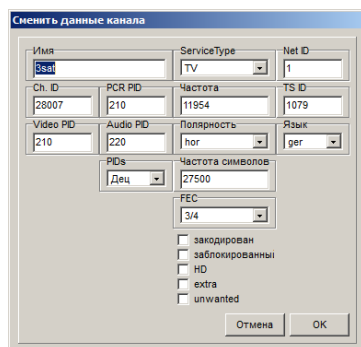 Сменить данные канала
Имя ServiceType Net ID
3sat TV 1
Ch. ID PCR PID Частота TS ID
28007 210 11954 1079
Video PID Audio PID Полярность Язык
210 220 hor ger
PIDs Частота символов
Дец 27500
FEC
3/4
закодирован
заблокированны
HD
extra
unwanted
Отмена OK